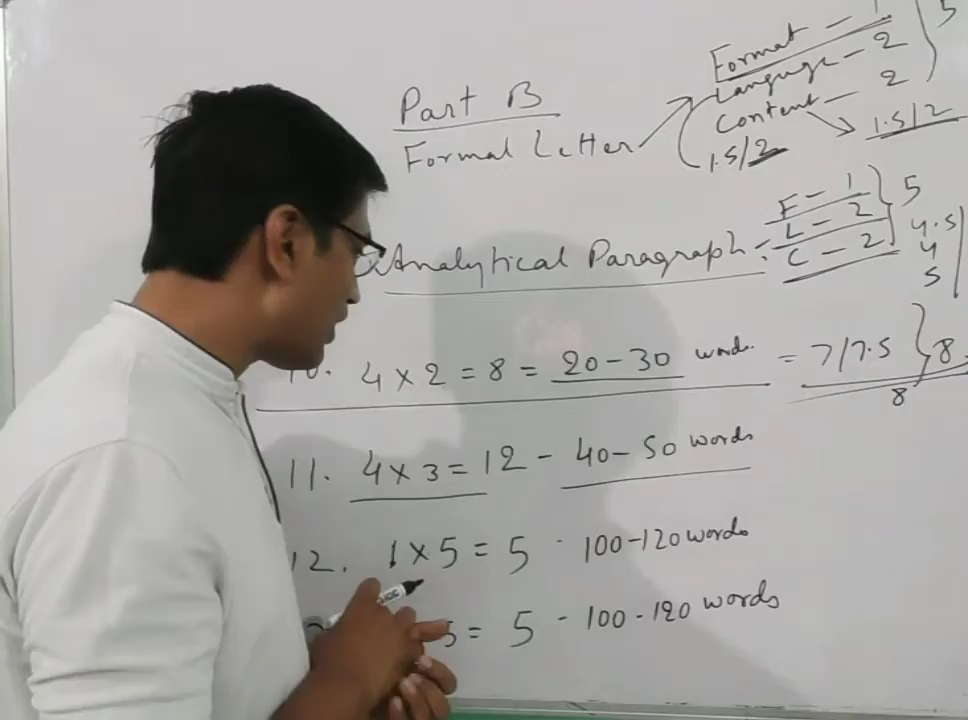 Part B
Formal Letter
Format - 1
Language - 2
Content - 2
5
1.5/2
1.5/2
Analytical Paragraph
F - 1
L - 2
C - 2
5
4.5
4
5
10. 4 x 2 = 8 = 20-30 words = 7/7.5 8
8
11. 4 x 3 = 12 - 40-50 words
12. 1 x 5 = 5 - 100-120 words
5 = 5 - 100-120 words